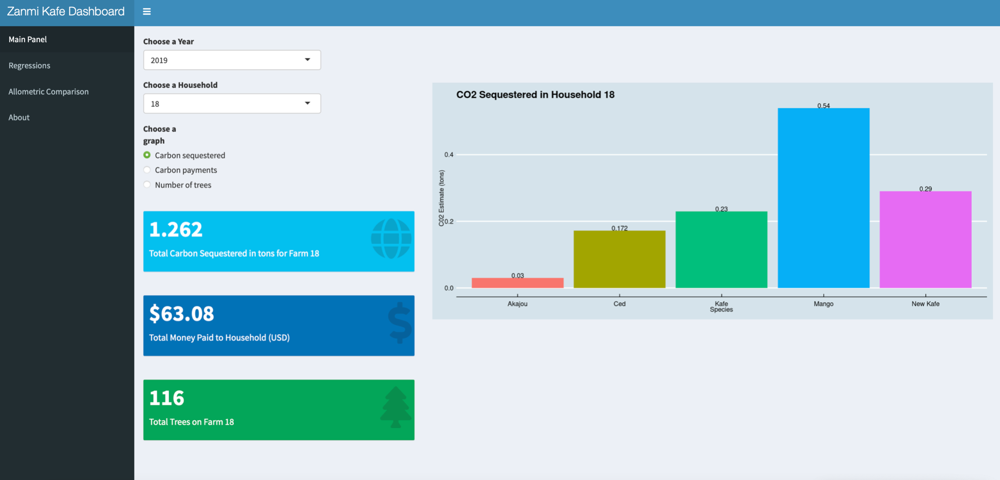 Zanmi Kafe Dashboard
Main Panel
Regressions
Allometric Comparison
About
Choose a Year
2019
Choose a Household
18
Choose a
graph
Carbon sequestered
Carbon payments
Number of trees
1.262
Total Carbon Sequestered in tons for Farm 18
$63.08
Total Money Paid to Household (USD)
116
Total Trees on Farm 18
CO2 Sequestered in Household 18
C02 Estimate (tons)
0.4
0.2
0.0
0.03
0.172
0.23
0.54
0.29
Akajou
Ced
Kafe
Mango
New Kafe
Species